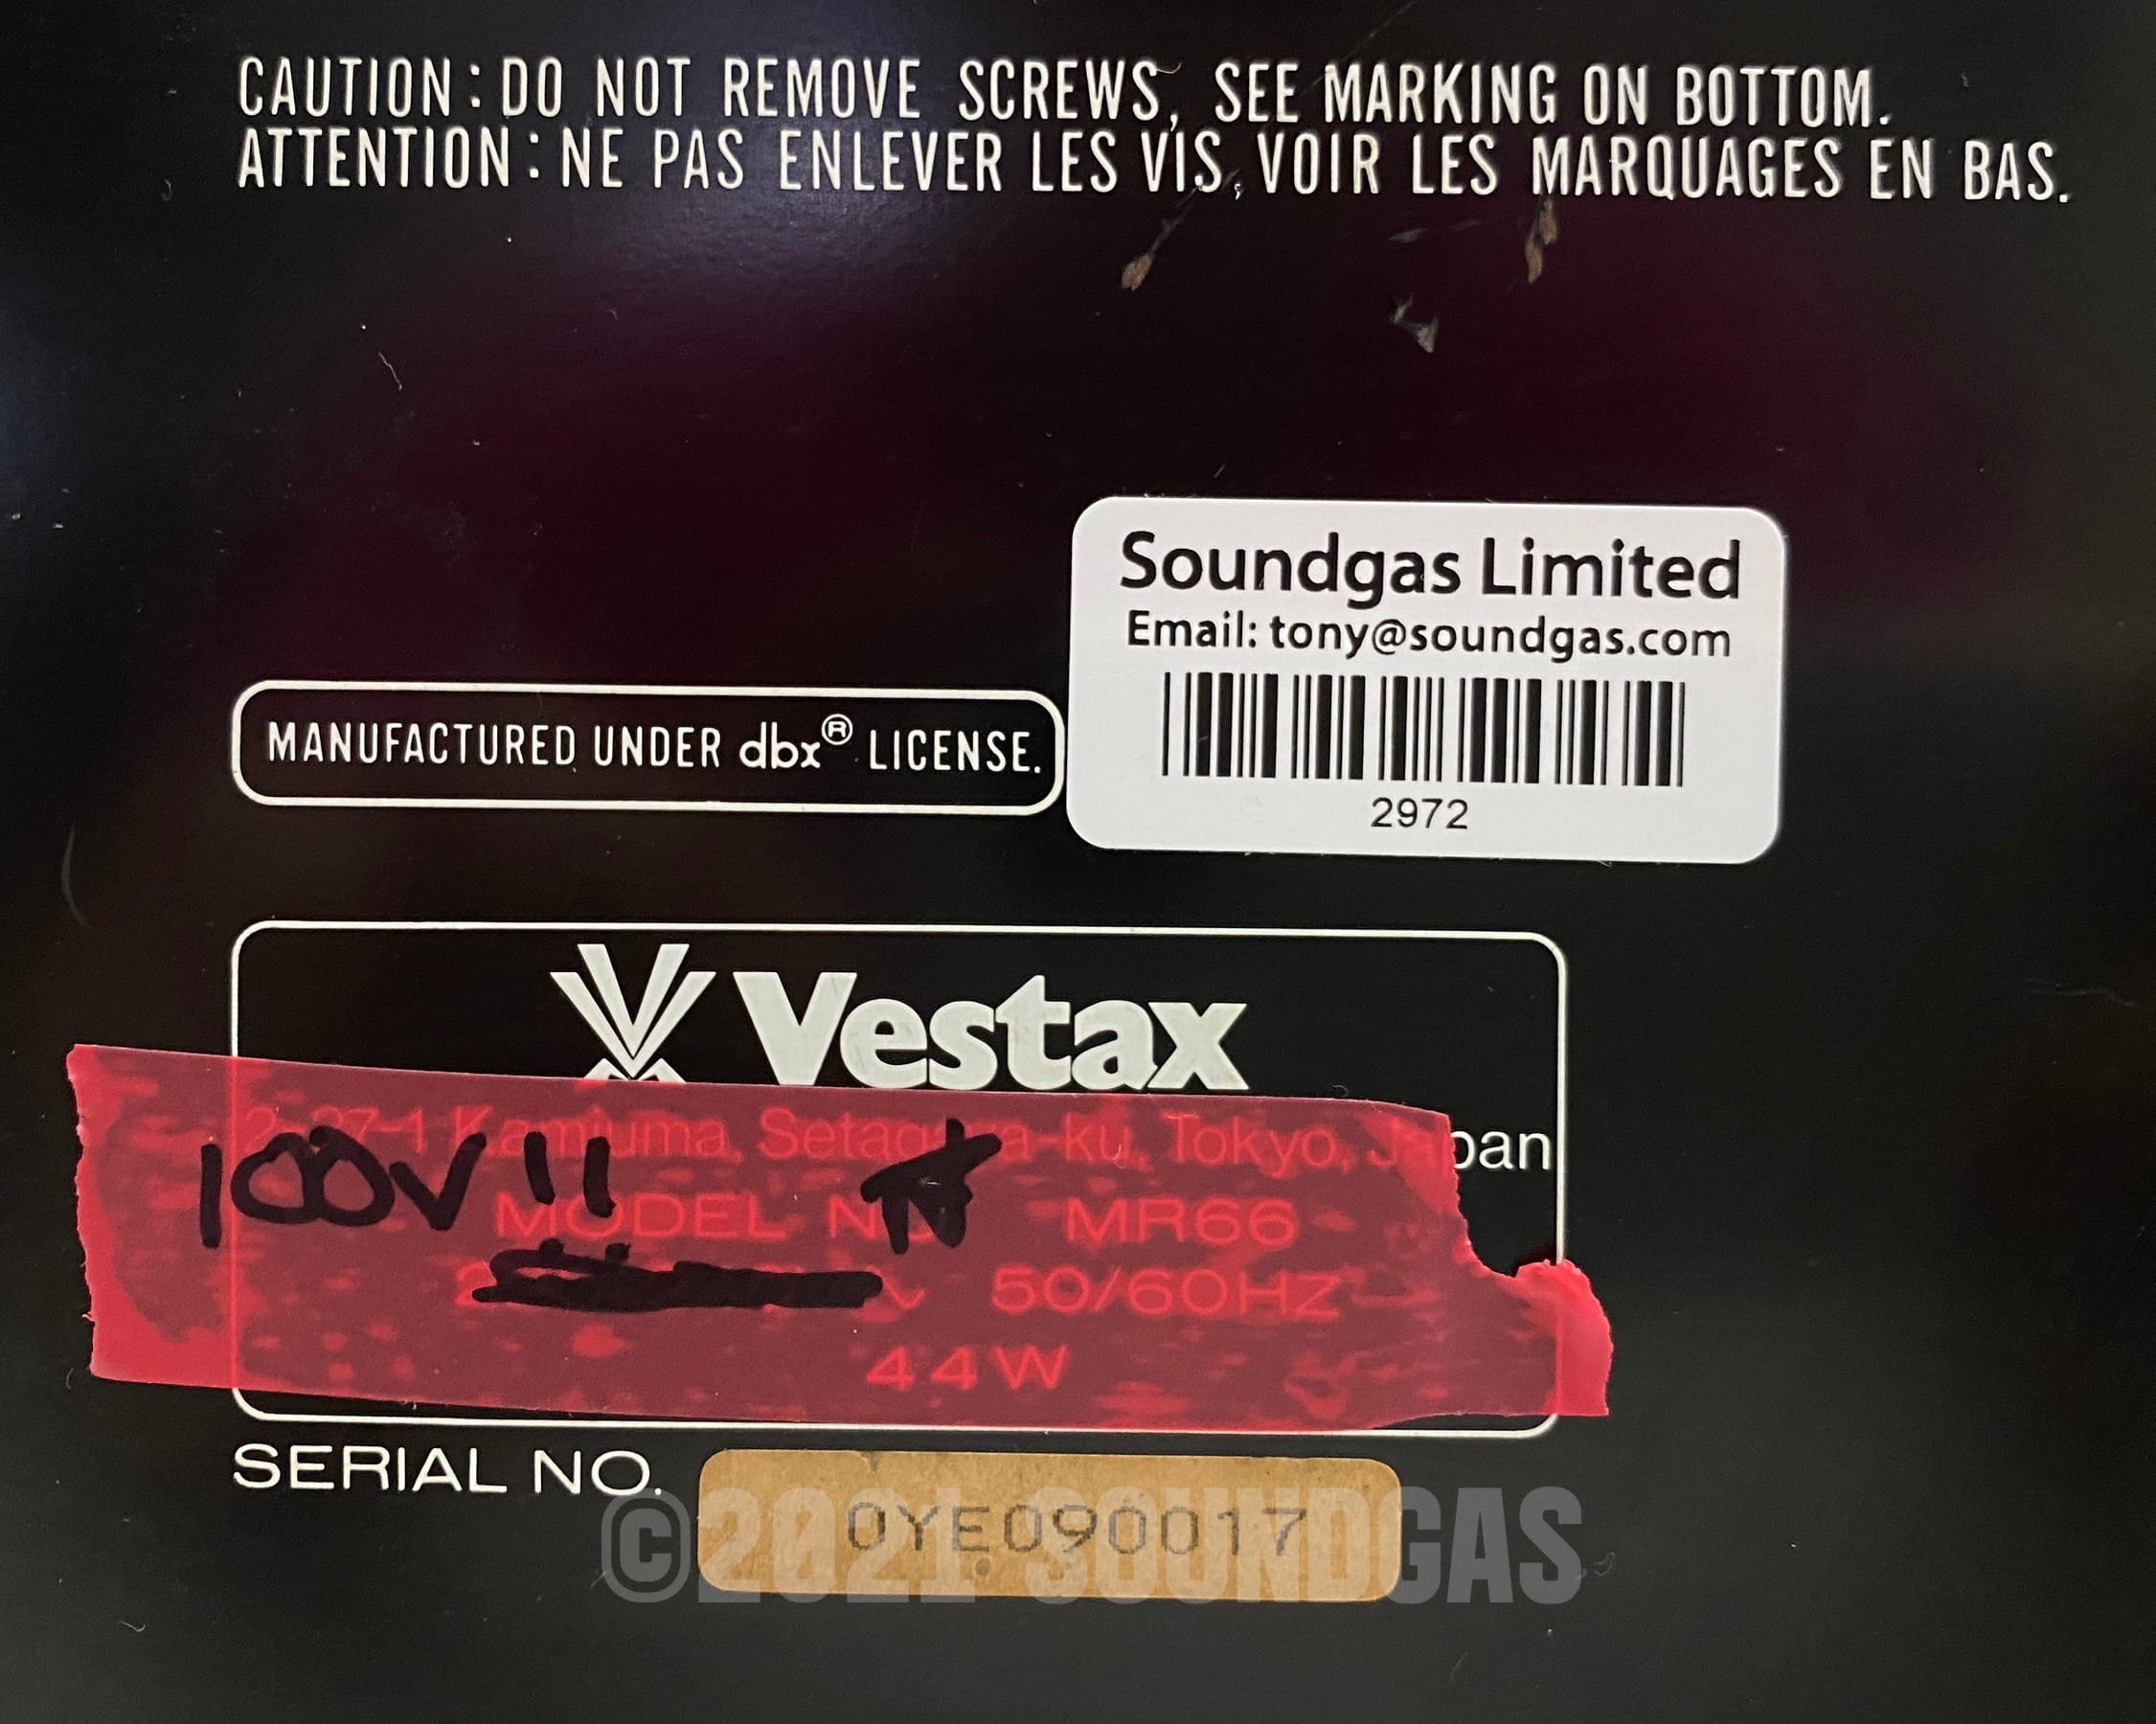 CAUTION: DO NOT REMOVE SCREWS, SEE MARKING ON BOTTOM.
ATTENTION: NE PAS ENLEVER LES VIS, VOIR LES MARQUAGES EN BAS.
Soundgas Limited
Email: tony@soundgas.com
2972
MANUFACTURED UNDER dbx® LICENSE.
Vestax
Kamiuma, Setagaya-ku, Tokyo, Japan
100V!!
MODEL NO. MR66
50/60HZ
44W
SERIAL NO. 0YE090017
©2021 SOUNDGAS